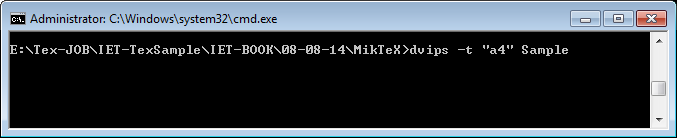 Administrator: C:\Windows\system32\cmd.exe
E:\Tex-JOB\IET-TexSample\IET-BOOK\08-08-14\MikTeX>dvips -t "a4" Sample